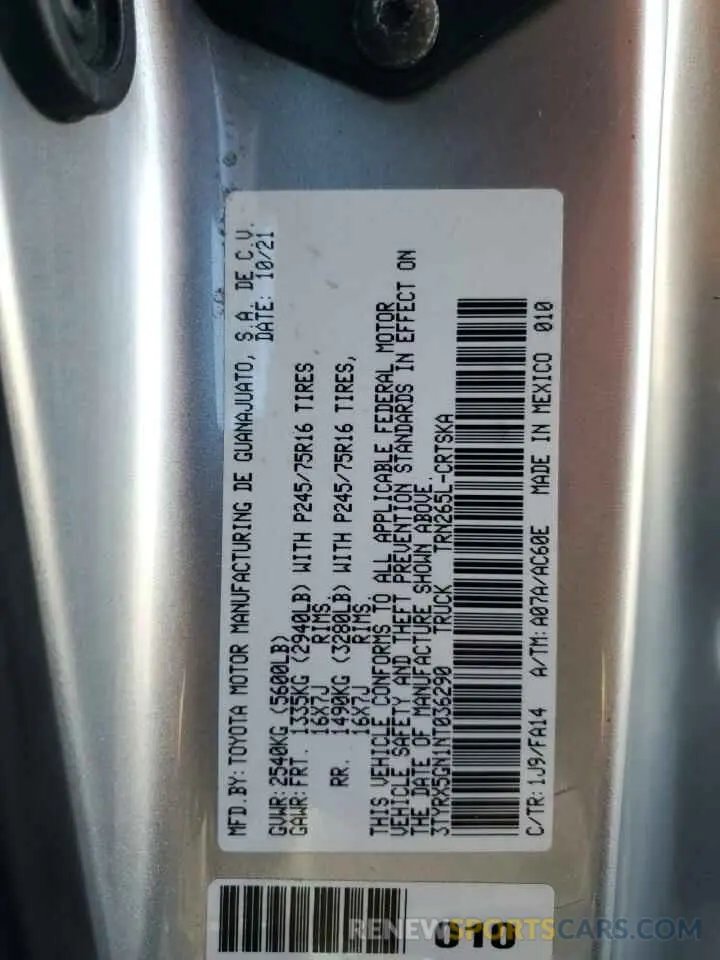 MFD.BY:TOYOTA MOTOR MANUFACTURING DE GUANAJUATO, S.A. DE C.V.
DATE: 10/21
GVWR:2540KG (5600LB)
GAWR:FRT. 1335KG (2940LB) WITH P245/75R16 TIRES
16X7J RIMS.
RR. 1490KG (3280LB) WITH P245/75R16 TIRES,
16X7J RIMS
THIS VEHICLE CONFORMS TO ALL APPLICABLE FEDERAL MOTOR
VEHICLE SAFETY AND THEFT PREVENTION STANDARDS IN EFFECT ON
THE DATE OF MANUFACTURE SHOWN ABOVE.
3TYRX5GN1NT036290 TRUCK TRN265L-CRTSKA
C/TR:1J9/FA14 A/TM:A07A/AC60E MADE IN MEXICO 010
010
RENEWSPORTSCARS.COM